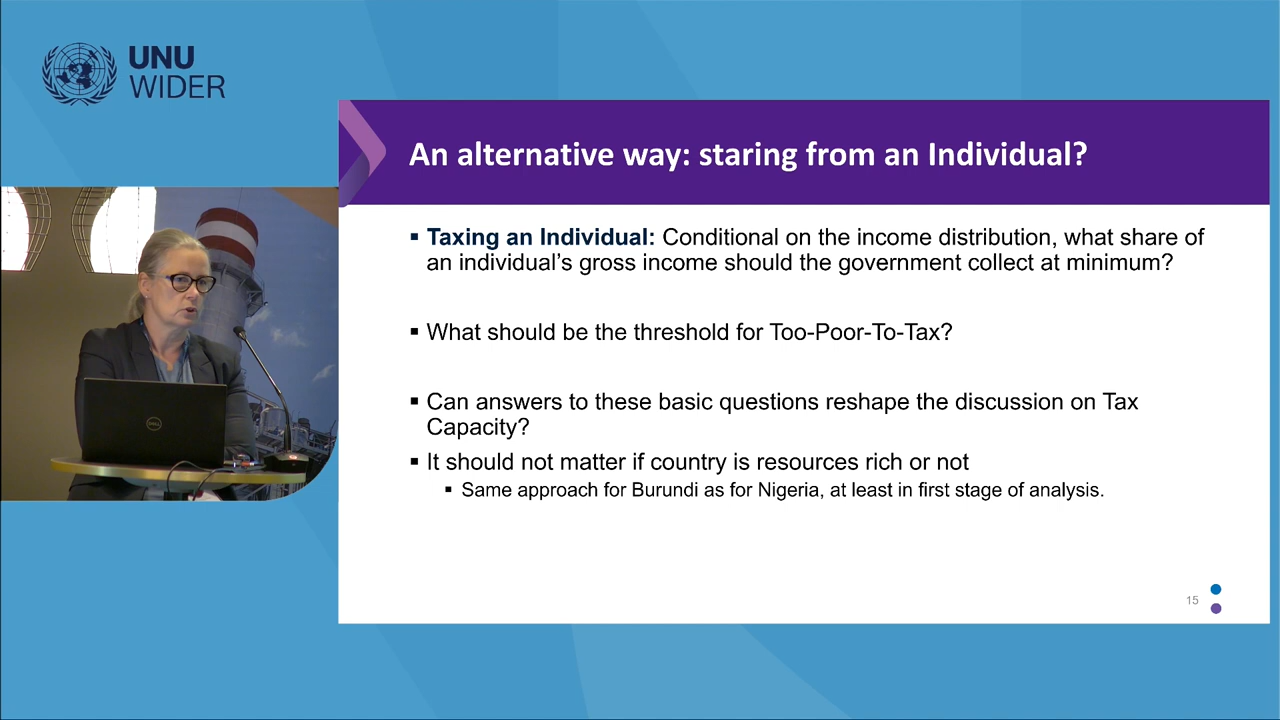 UNU
WIDER
An alternative way: staring from an Individual?
▪ Taxing an Individual: Conditional on the income distribution, what share of
an individual's gross income should the government collect at minimum?
▪ What should be the threshold for Too-Poor-To-Tax?
▪ Can answers to these basic questions reshape the discussion on Tax
Capacity?
▪ It should not matter if country is resources rich or not
▪ Same approach for Burundi as for Nigeria, at least in first stage of analysis.
15
DELL